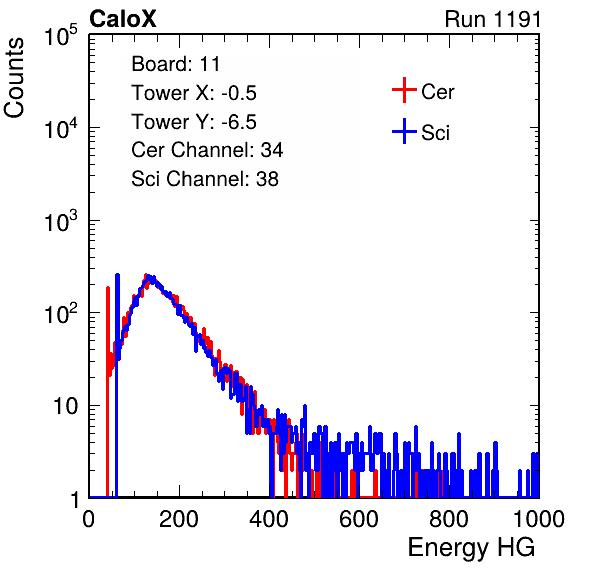 CaloX Run 1191
Counts
10^5
10^4
10^3
10^2
10
1
Board: 11
Tower X: -0.5
Tower Y: -6.5
Cer Channel: 34
Sci Channel: 38
Cer
Sci
0 200 400 600 800 1000
Energy HG